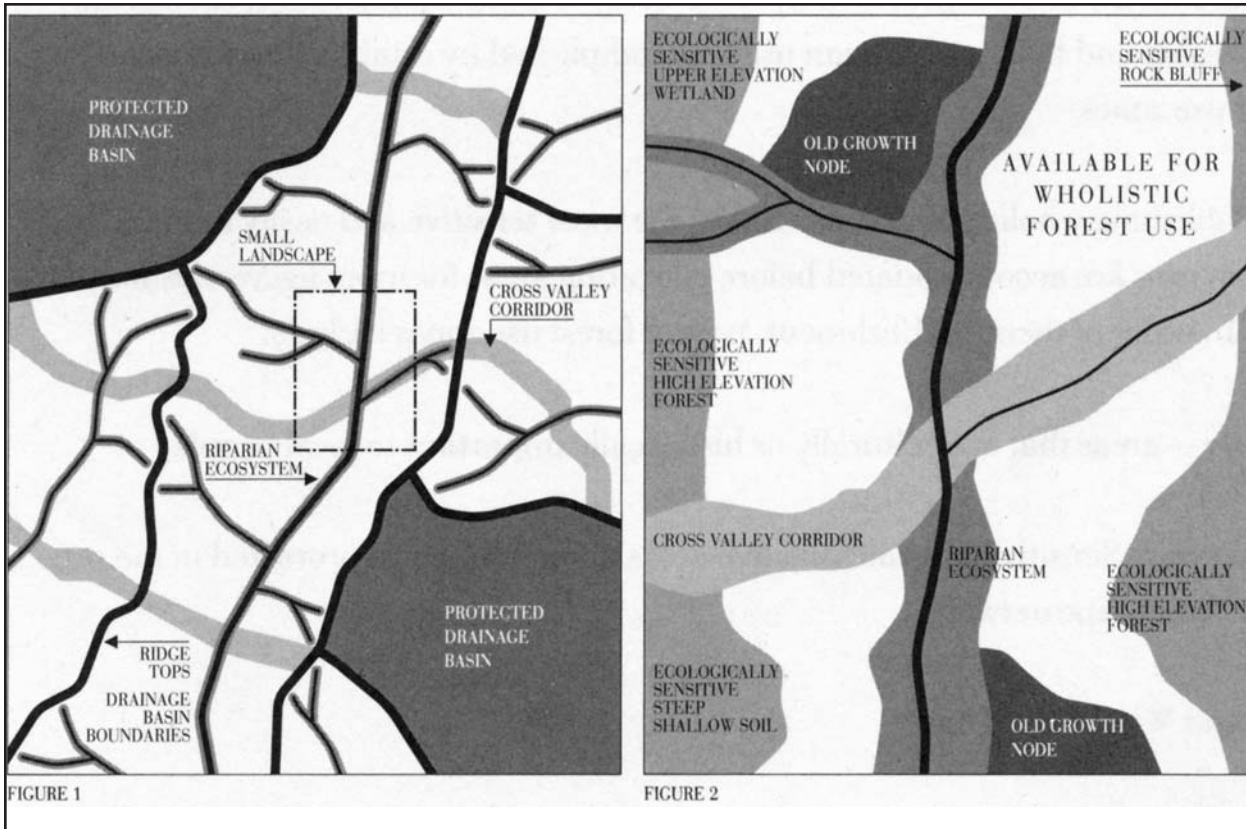 PROTECTED
DRAINAGE
BASIN
SMALL
LANDSCAPE
CROSS VALLEY
CORRIDOR
RIPARIAN
ECOSYSTEM
PROTECTED
DRAINAGE
BASIN
RIDGE
TOPS
DRAINAGE
BASIN
BOUNDARIES
FIGURE 1
ECOLOGICALLY
SENSITIVE
UPPER ELEVATION
WETLAND
ECOLOGICALLY
SENSITIVE
ROCK BLUFF
OLD GROWTH
NODE
AVAILABLE FOR
WHOLISTIC
FOREST USE
ECOLOGICALLY
SENSITIVE
HIGH ELEVATION
FOREST
CROSS VALLEY CORRIDOR
RIPARIAN
ECOSYSTEM
ECOLOGICALLY
SENSITIVE
HIGH ELEVATION
FOREST
ECOLOGICALLY
SENSITIVE
STEEP
SHALLOW SOIL
OLD GROWTH
NODE
FIGURE 2